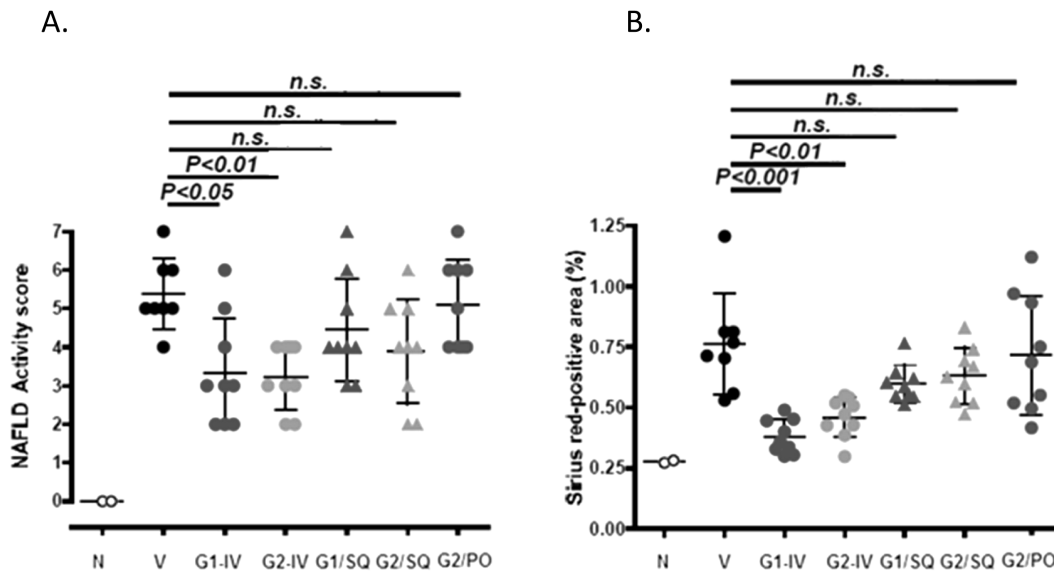 A.
n.s.
n.s.
n.s.
P<0.01
P<0.05
NAFLD Activity score
7
6
5
4
3
2
1
0
N V G1-IV G2-IV G1/SQ G2/SQ G2/PO
B.
n.s.
n.s.
n.s.
P<0.01
P<0.001
Sirius red-positive area (%)
1.25
1.00
0.75
0.50
0.25
0.00
N V G1-IV G2-IV G1/SQ G2/SQ G2/PO